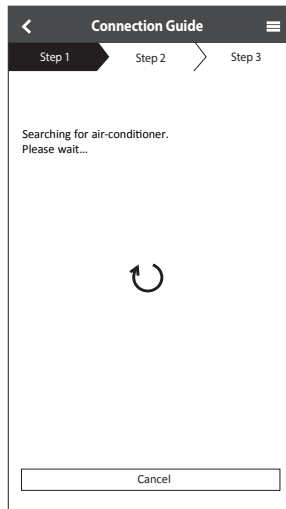 Connection Guide
Step 1 Step 2 Step 3
Searching for air-conditioner.
Please wait...
Cancel